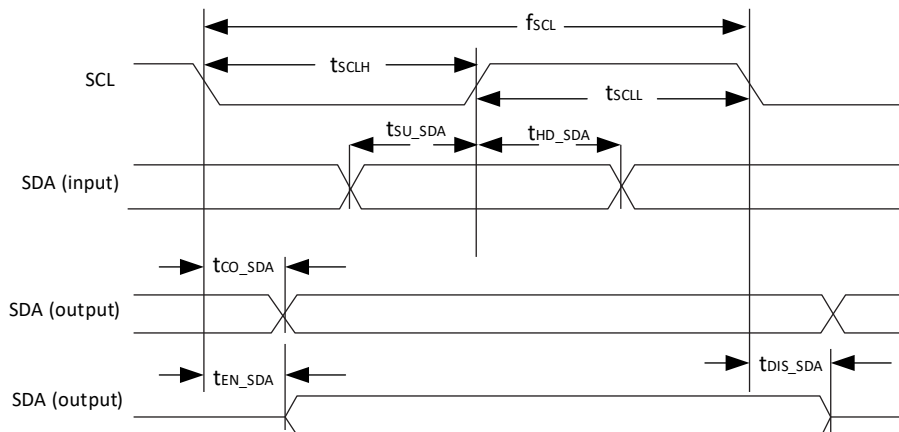 fSCL
SCL
tSCLH
tSCLL
tSU_SDA
tHD_SDA
SDA (input)
tCO_SDA
SDA (output)
tEN_SDA
tDIS_SDA
SDA (output)